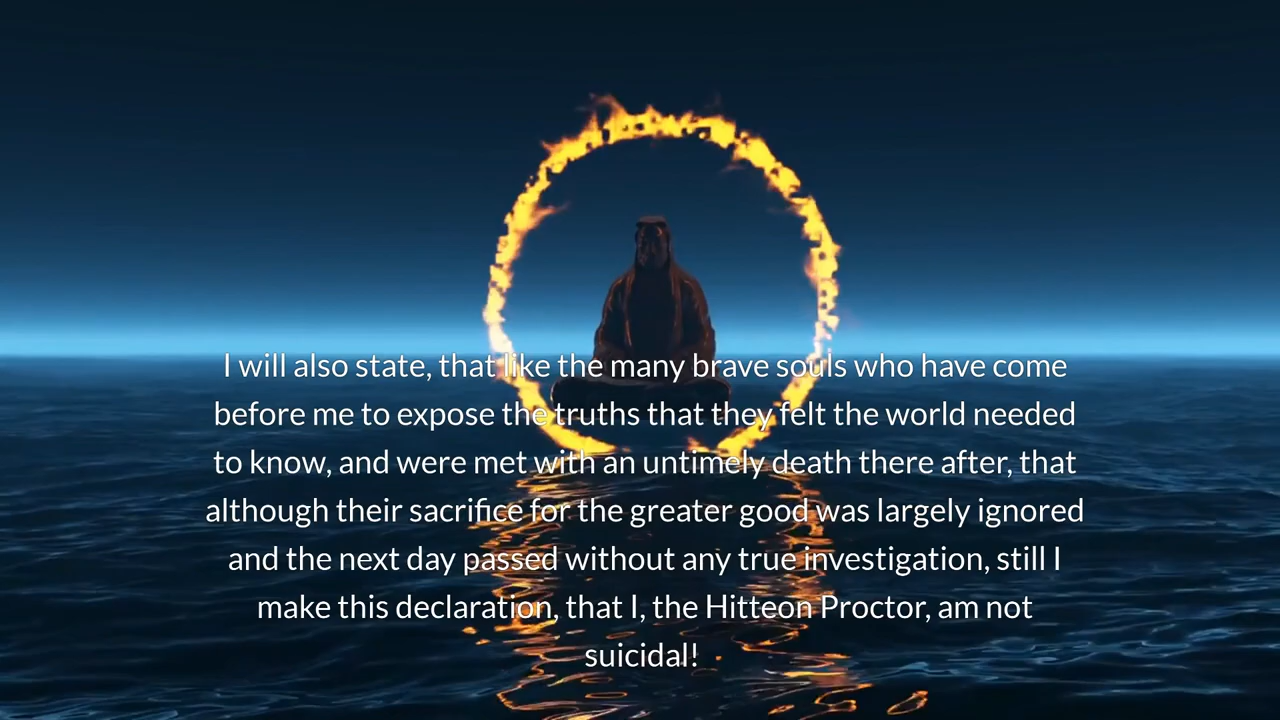 I will also state, that like the many brave souls who have come
before me to expose the truths that they felt the world needed
to know, and were met with an untimely death there after, that
although their sacrifice for the greater good was largely ignored
and the next day passed without any true investigation, still I
make this declaration, that I, the Hitteon Proctor, am not
suicidal!